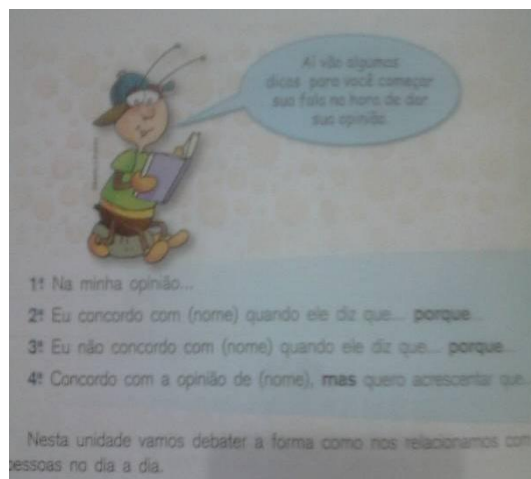 Aí vão algumas
dicas para você começar
sua fala na hora de dar
sua opinião.
1ª Na minha opinião...
2ª Eu concordo com (nome) quando ele diz que... porque...
3ª Eu não concordo com (nome) quando ele diz que... porque...
4ª Concordo com a opinião de (nome), mas quero acrescentar que...
Nesta unidade vamos debater a forma como nos relacionamos com
pessoas no dia a dia.